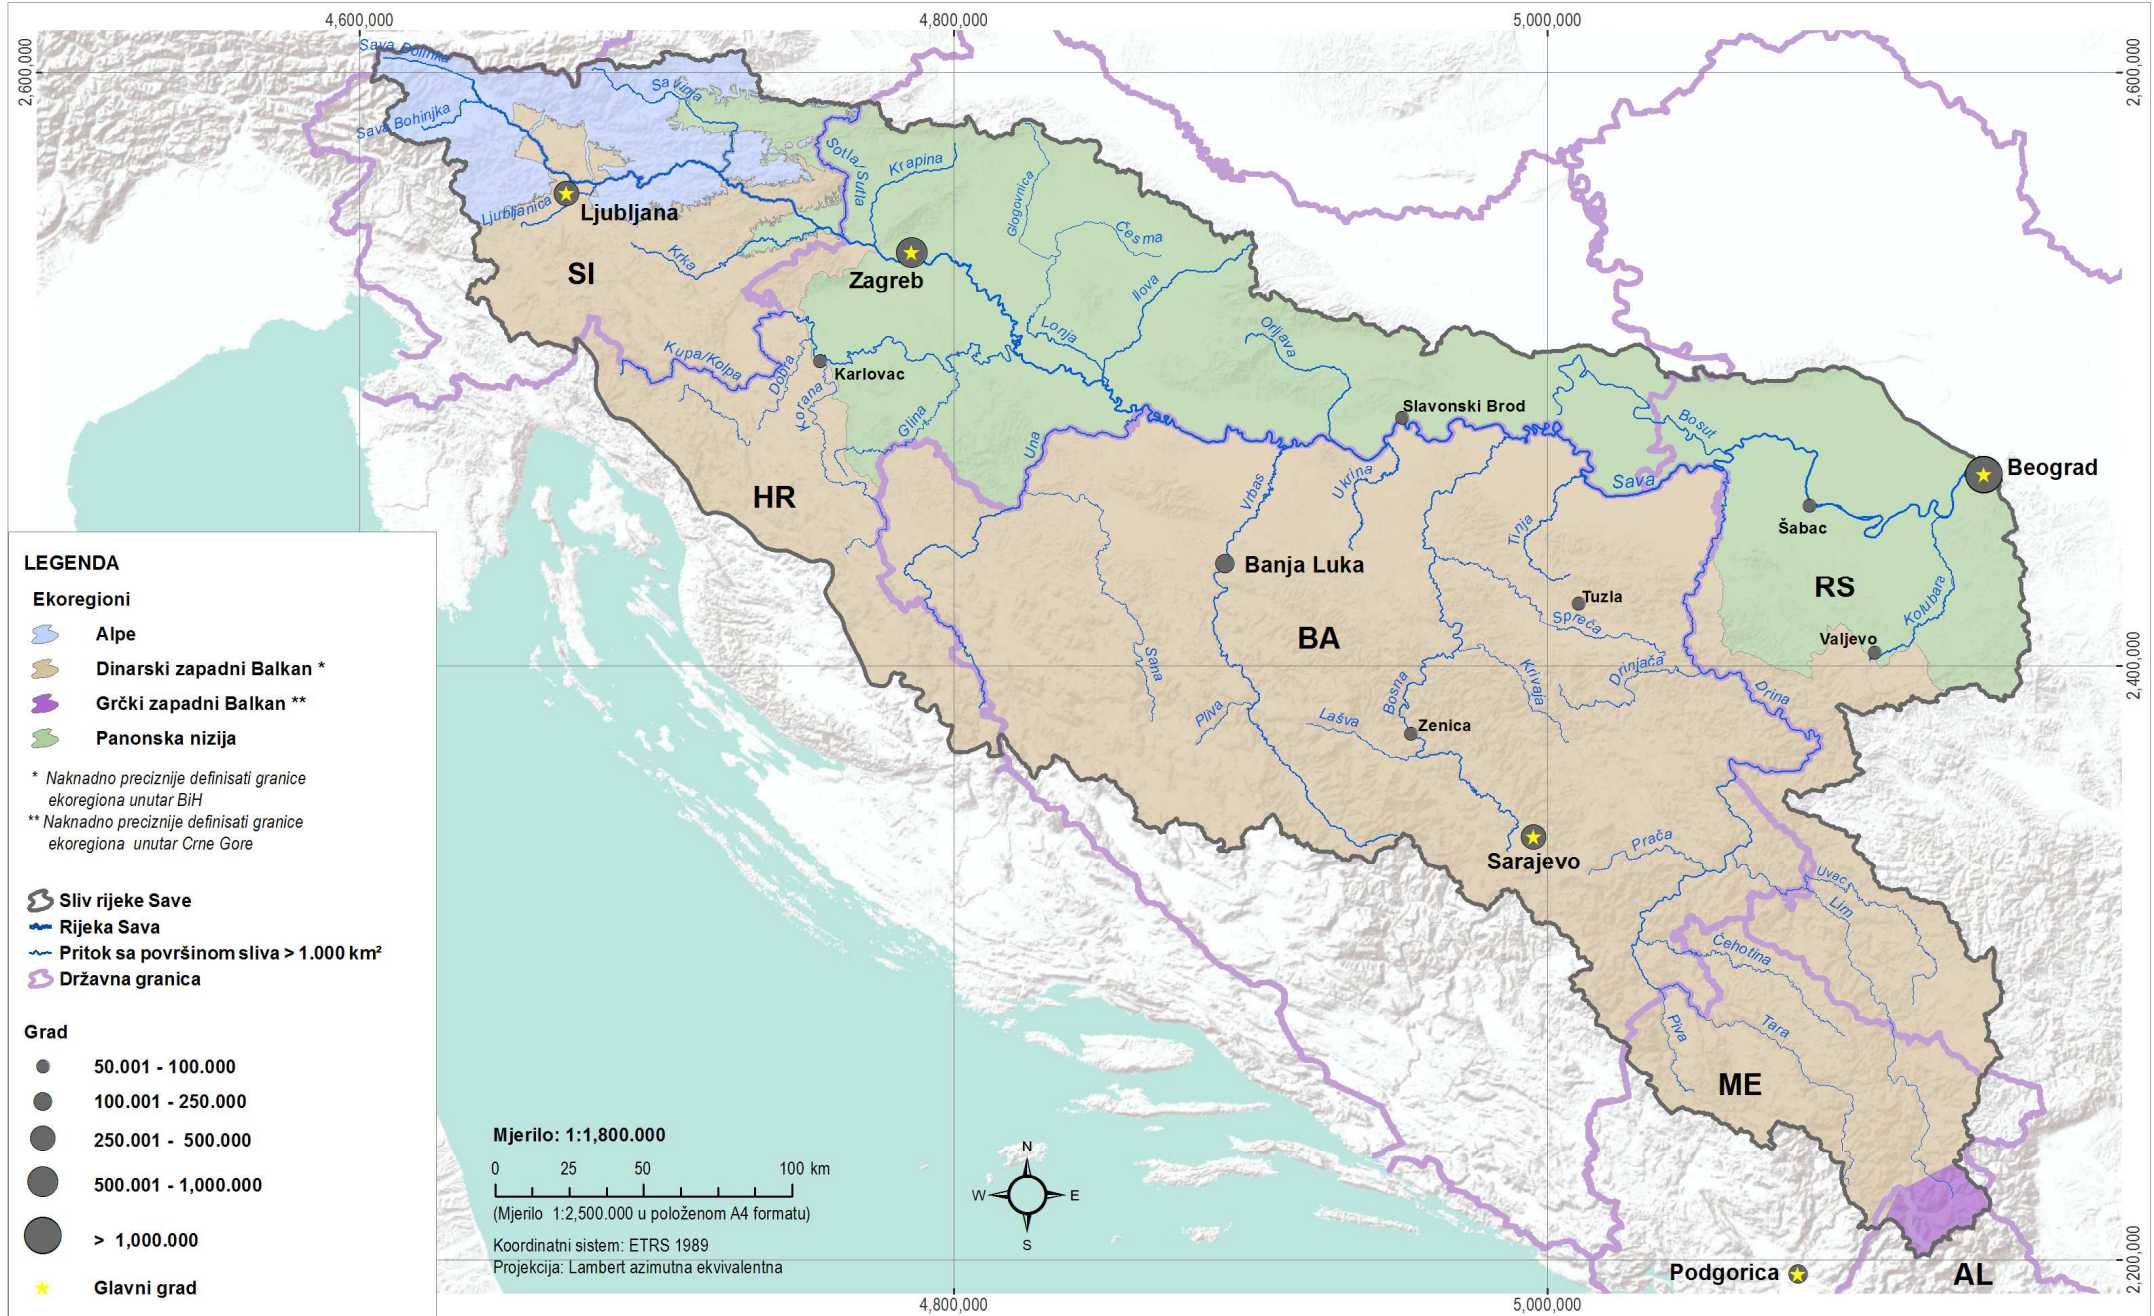 4,600,000
4,800,000
5,000,000
2,600,000
2,600,000
Sava Dolinka
Sava Bohinjka
Savinja
Sotla/Sutla
Krapina
Glogovnica
Česma
Ljubljanica
Ljubljana
Krka
SI
Zagreb
Ilova
Lonja
Orljava
Kupa/Kolpa
Dobra
Karlovac
Korana
Glina
Slavonski Brod
Bosut
Una
HR
Vrbas
Ukrina
Sava
Beograd
Tinja
Šabac
Banja Luka
RS
Tuzla
Kolubara
Spreča
BA
Valjevo
Sana
Krivaja
Drinjača
2,400,000
Bosna
Drina
Pliva
Lašva
Zenica
Sarajevo
Prača
Uvac
Lim
Ćehotina
Piva
Tara
ME
Podgorica
AL
2,200,000
4,800,000
5,000,000
LEGENDA
Ekoregioni
Alpe
Dinarski zapadni Balkan *
Grčki zapadni Balkan **
Panonska nizija
* Naknadno preciznije definisati granice
ekoregiona unutar BiH
** Naknadno preciznije definisati granice
ekoregiona unutar Crne Gore
Sliv rijeke Save
Rijeka Sava
Pritok sa površinom sliva > 1.000 km²
Državna granica
Grad
50.001 - 100.000
100.001 - 250.000
250.001 - 500.000
500.001 - 1,000.000
> 1,000.000
Glavni grad
Mjerilo: 1:1,800.000
0 25 50 100 km
(Mjerilo 1:2,500.000 u položenom A4 formatu)
Koordinatni sistem: ETRS 1989
Projekcija: Lambert azimutna ekvivalentna
N
W
E
S